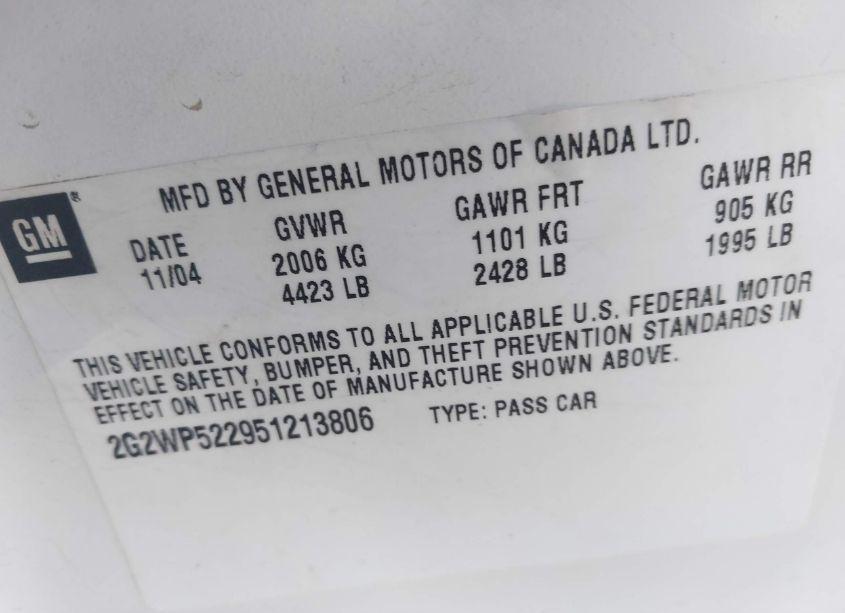 GM®
MFD BY GENERAL MOTORS OF CANADA LTD.
DATE GVWR GAWR FRT GAWR RR
11/04 2006 KG 1101 KG 905 KG
4423 LB 2428 LB 1995 LB
THIS VEHICLE CONFORMS TO ALL APPLICABLE U.S. FEDERAL MOTOR
VEHICLE SAFETY, BUMPER, AND THEFT PREVENTION STANDARDS IN
EFFECT ON THE DATE OF MANUFACTURE SHOWN ABOVE.
2G2WP522951213806 TYPE: PASS CAR